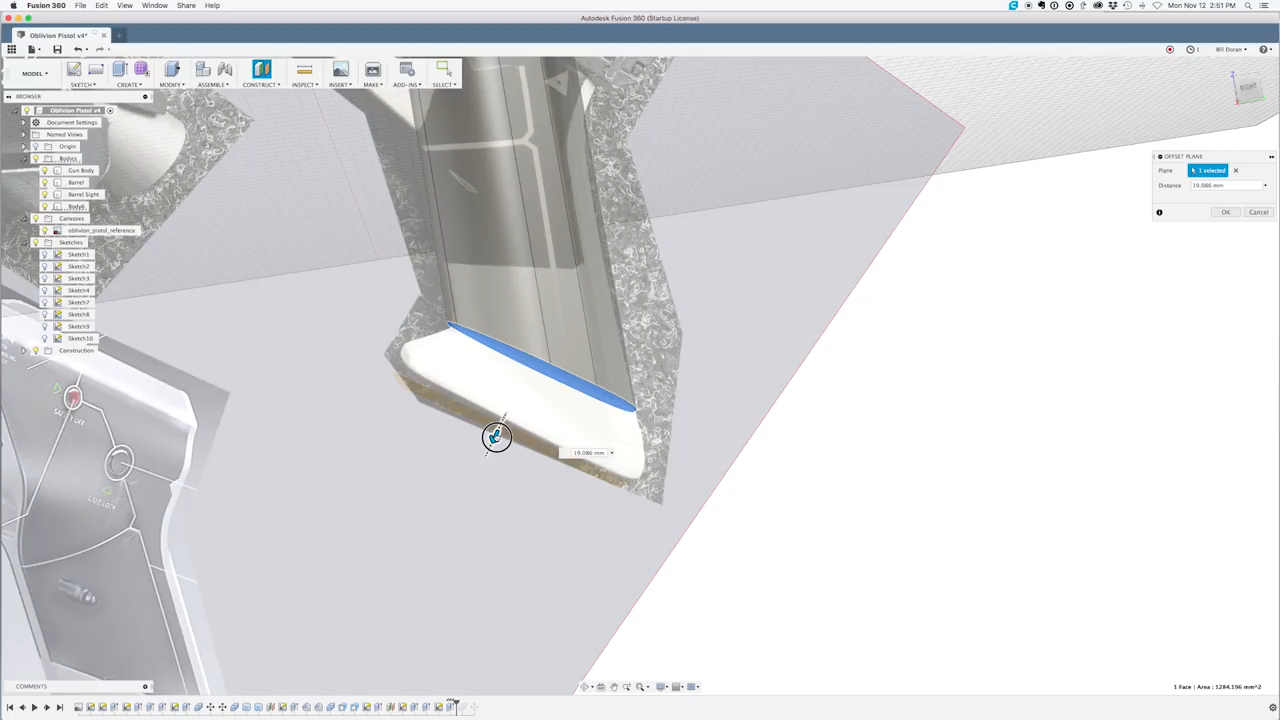 Fusion 360 File Edit View Window Share Help
Mon Nov 12 2:51 PM
Autodesk Fusion 360 (Startup License)
Oblivion Pistol v4*
1 Bill Doran
MODEL
SKETCH CREATE MODIFY ASSEMBLE CONSTRUCT INSPECT INSERT MAKE ADD-INS SELECT
Z
RIGHT
BROWSER
Oblivion Pistol v4
Document Settings
Named Views
Origin
Bodies
Gun Body
Barrel
Barrel Sight
Body6
Canvases
oblivion_pistol_reference
Sketches
Sketch1
Sketch2
Sketch3
Sketch4
Sketch7
Sketch8
Sketch9
Sketch10
Construction
OFFSET PLANE
Plane 1 selected
Distance 19.086 mm
OK Cancel
19.086 mm
COMMENTS
1 Face | Area : 1284.196 mm^2